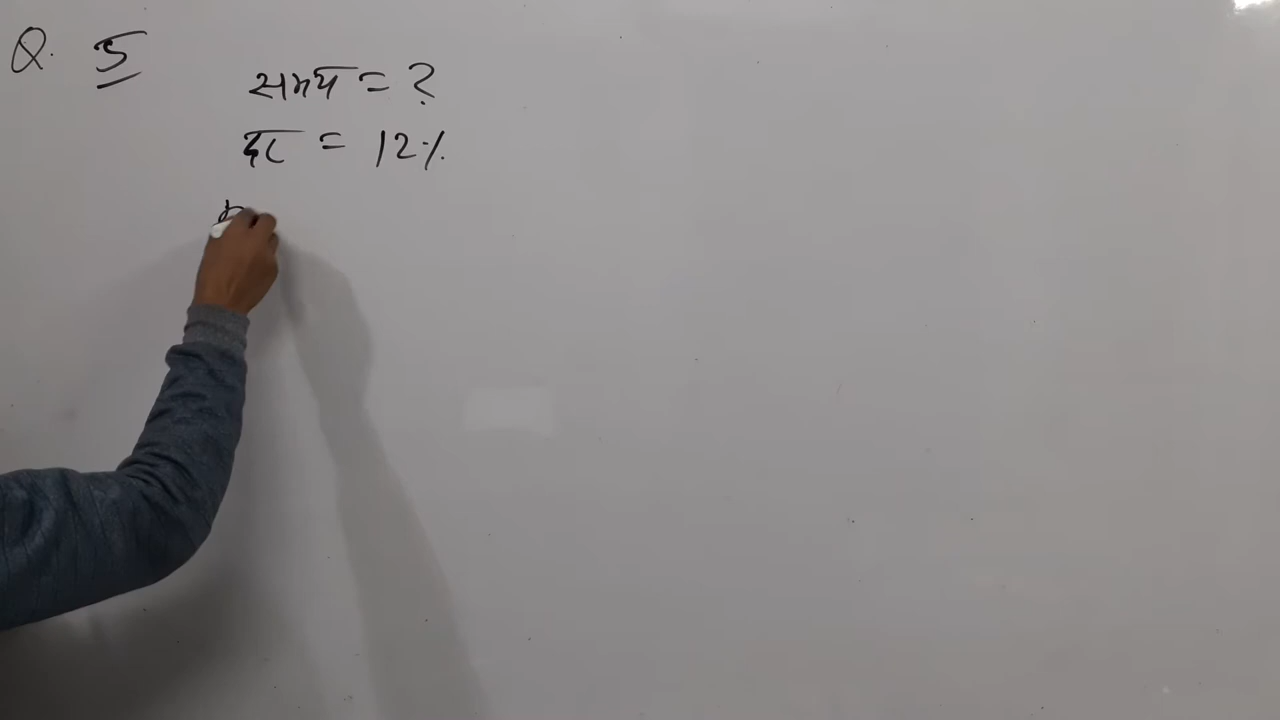 Q. 5
समय = ?
दर = 12%